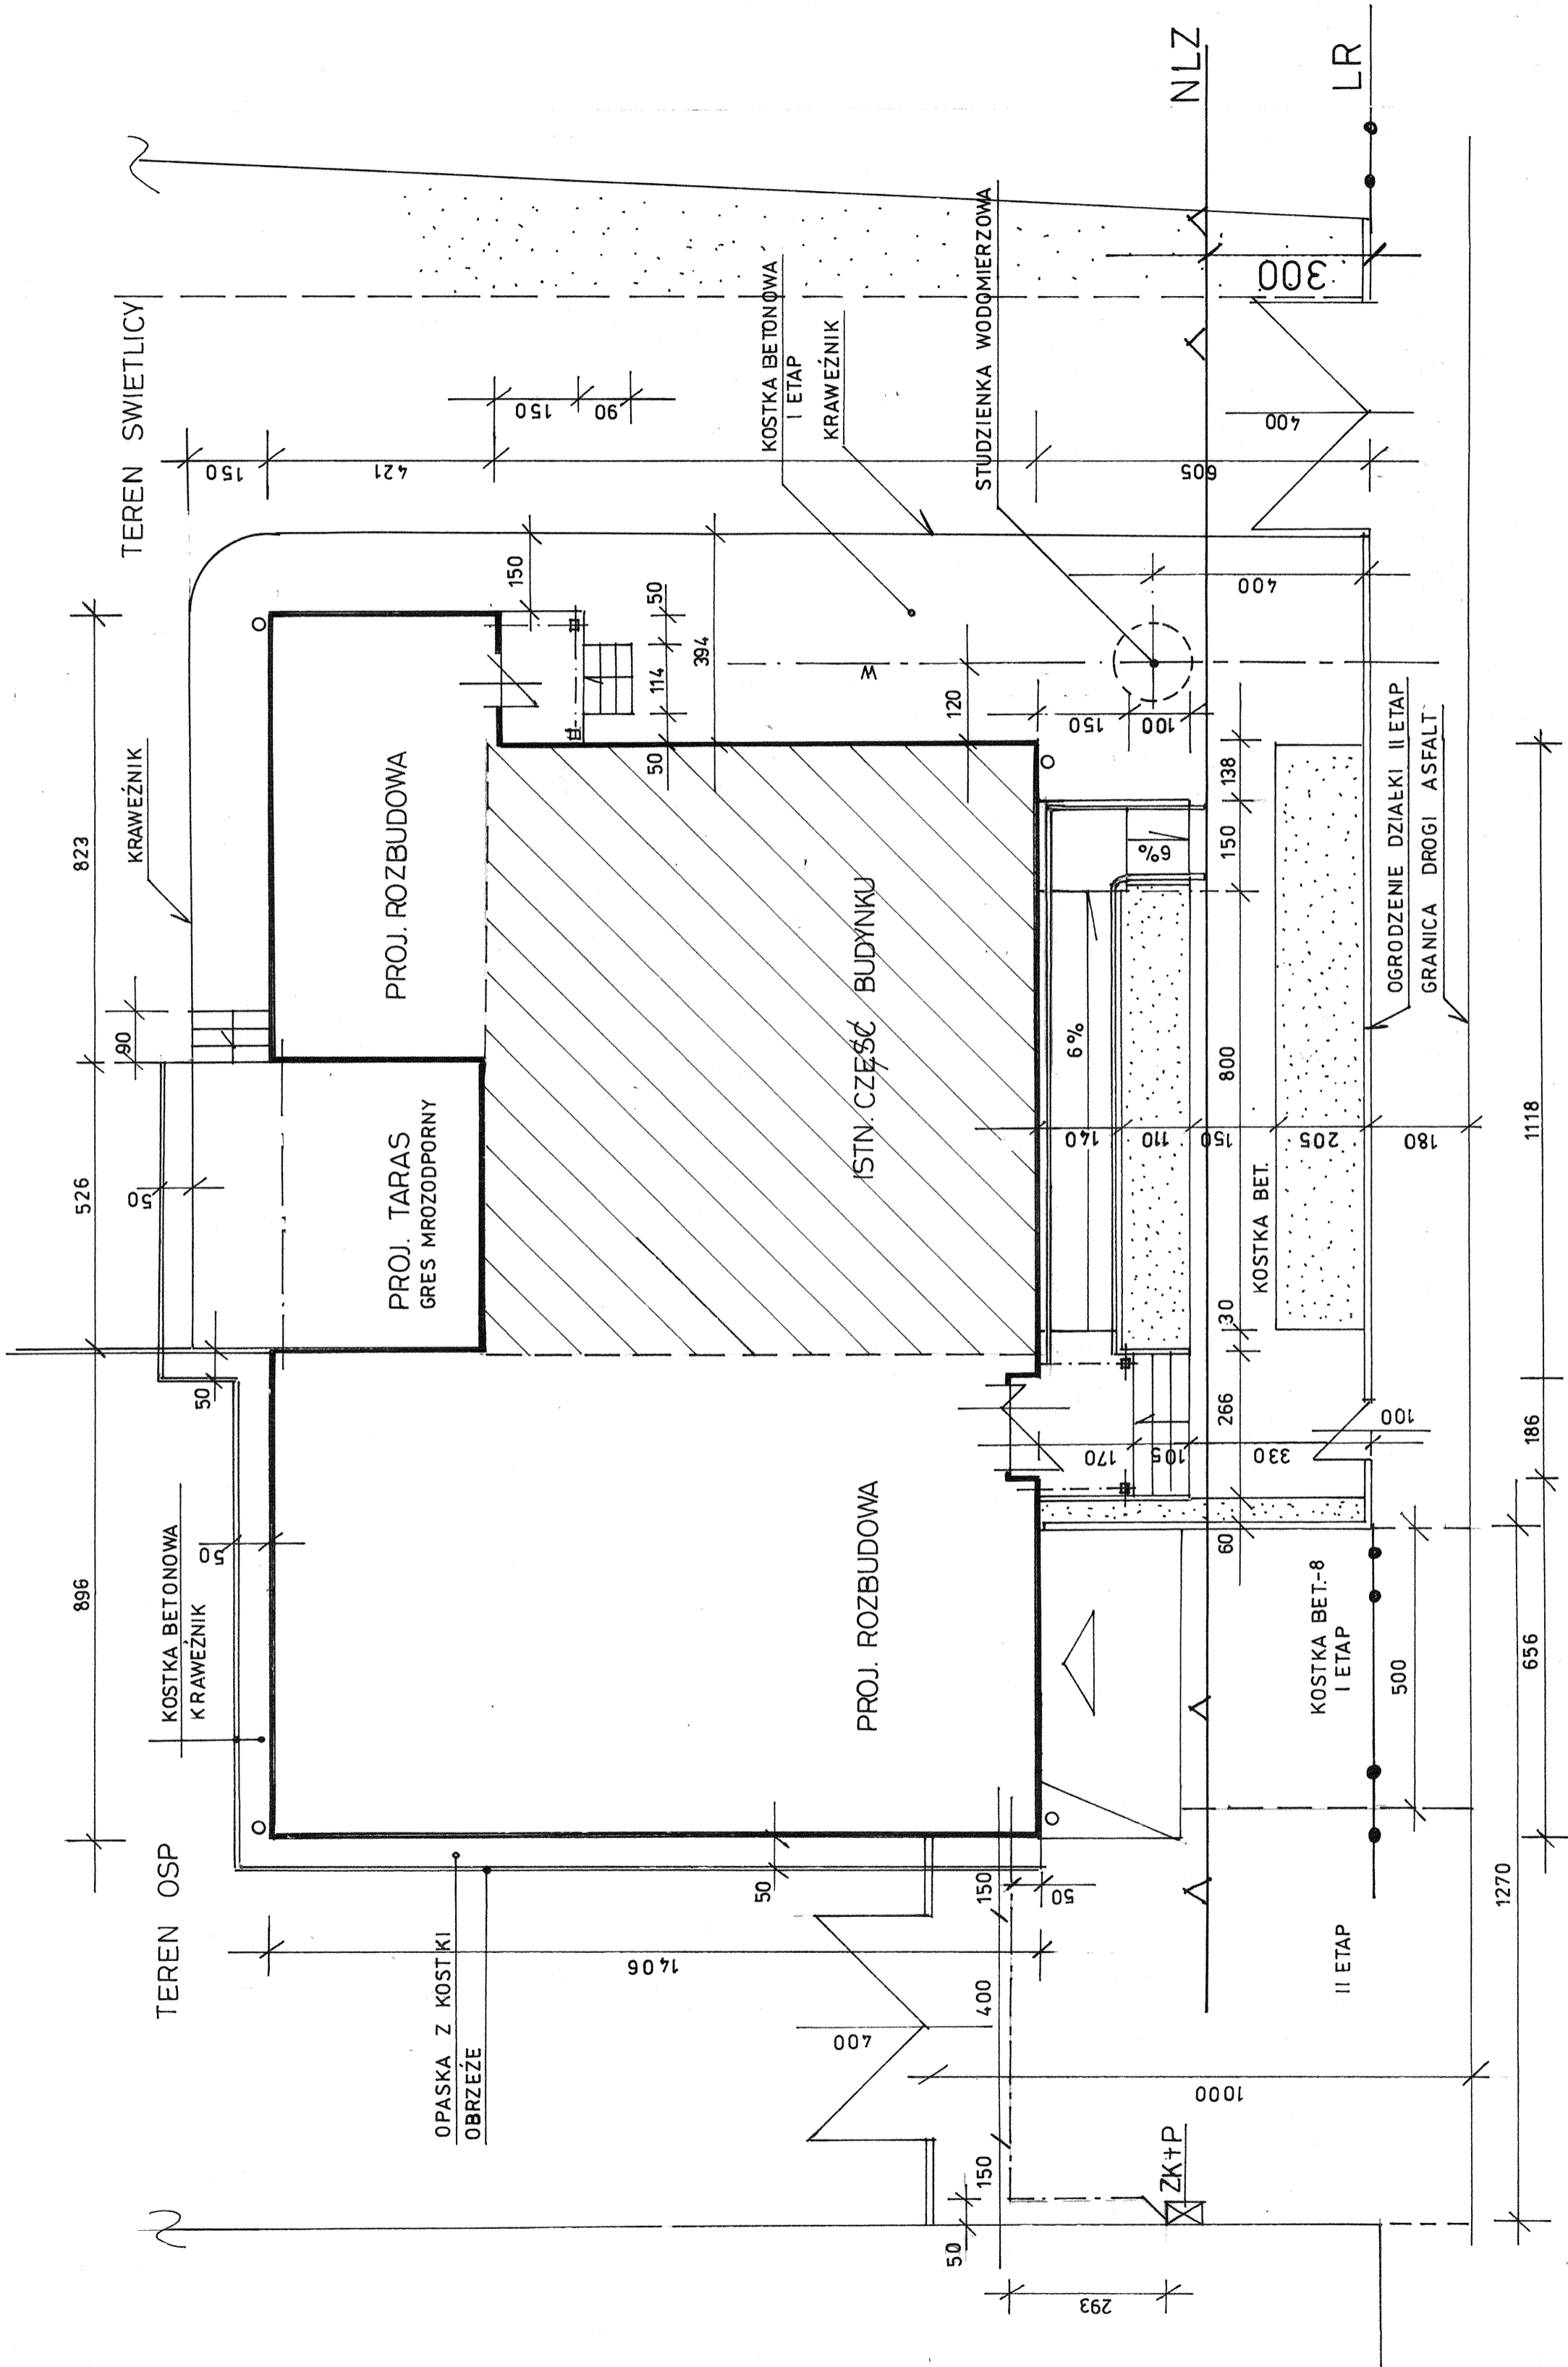 TEREN OSP
TEREN SWIETLICY
896
526
823
KRAWEŹNIK
90
50
50
50
150
421
150
90
KOSTKA BETONOWA
KRAWEŹNIK
PROJ. TARAS
GRES MROZODPORNY
PROJ. ROZBUDOWA
OPASKA Z KOSTKI
OBRZEŻE
1406
50
150
50
114
50
394
KOSTKA BETONOWA
I ETAP
KRAWEŹNIK
PROJ. ROZBUDOWA
ISTN. CZĘŚĆ BUDYNKU
W
120
STUDZIENKA WODOMIERZOWA
400
50
150
400
150
50
293
1000
ZK+P
6%
6%
140
110
150
205
180
150
100
400
605
400
300
NLZ
LR
170
105
330
100
60
266
30
800
150
138
KOSTKA BET.
KOSTKA BET.-8
I ETAP
II ETAP
500
OGRODZENIE DZIAŁKI II ETAP
GRANICA DROGI ASFALT
1270
656
186
1118